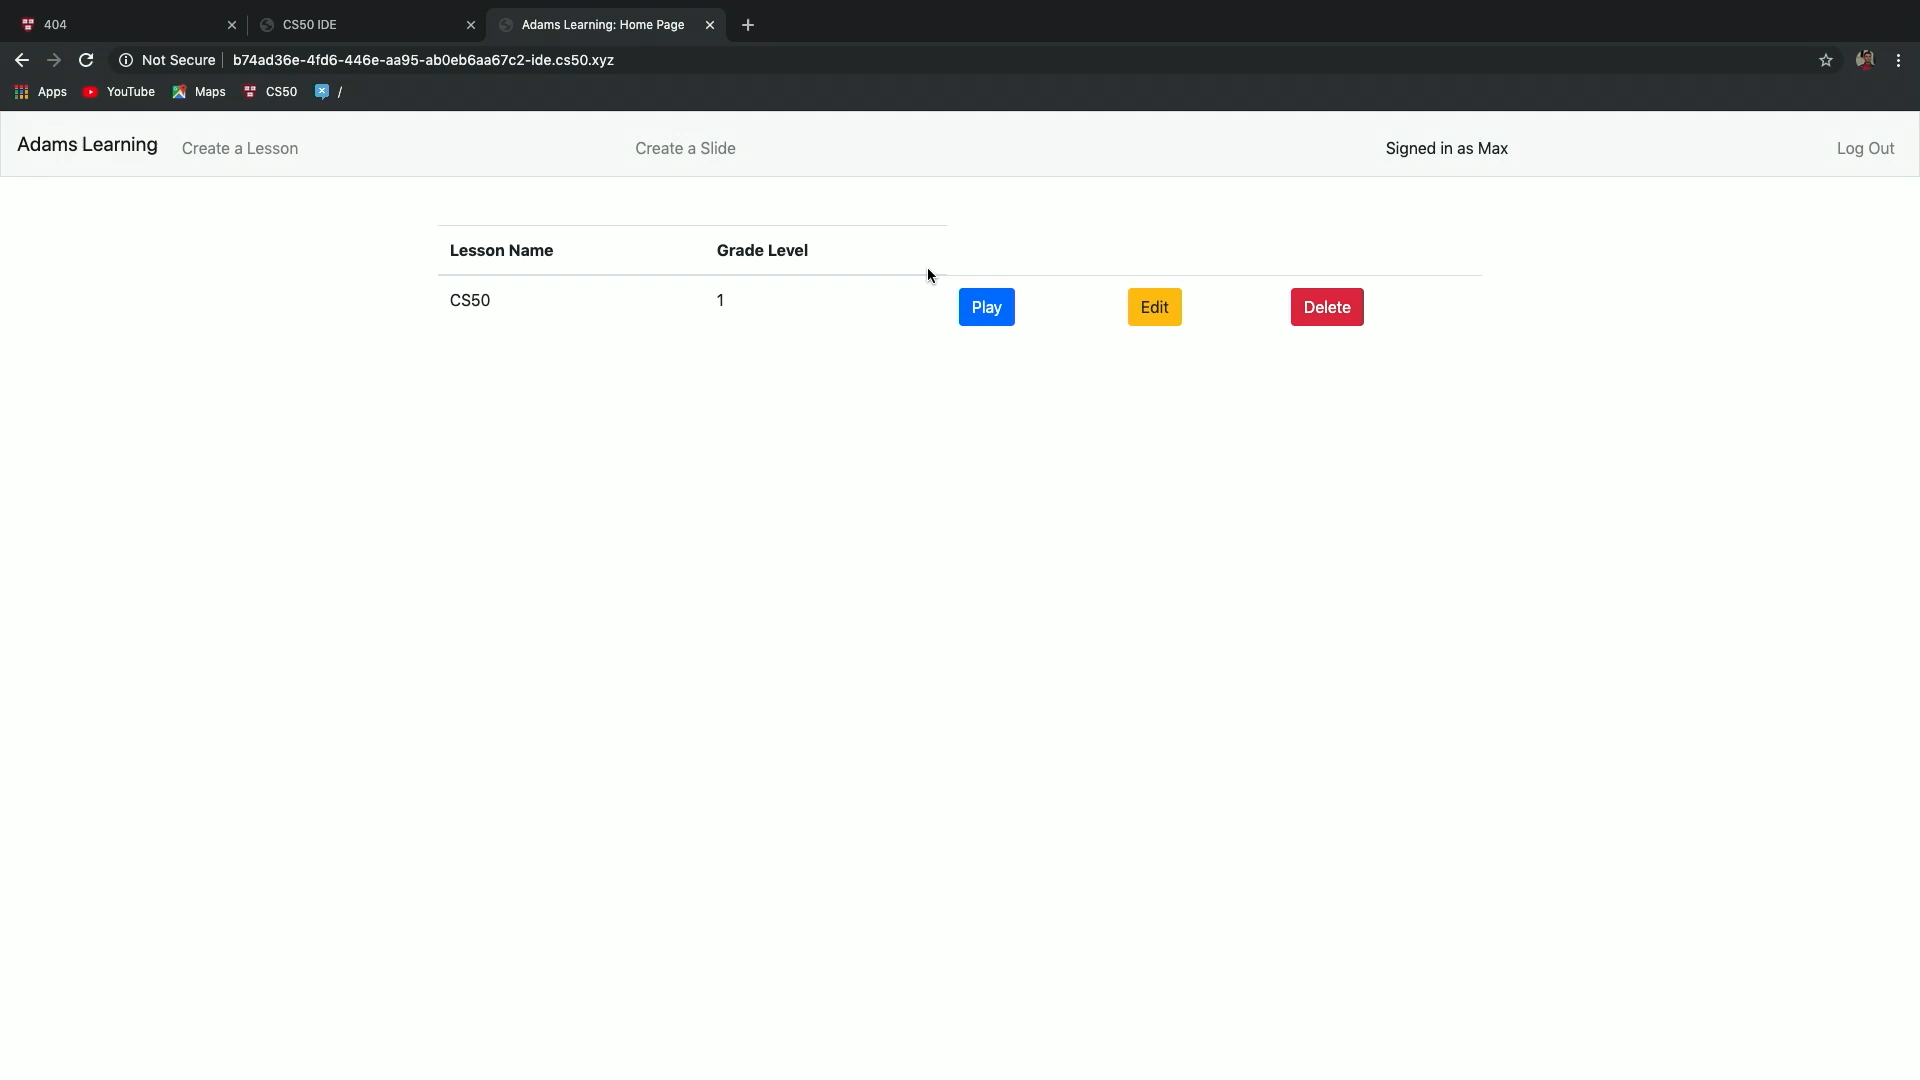 404
CS50 IDE
Adams Learning: Home Page
Not Secure
b74ad36e-4fd6-446e-aa95-ab0eb6aa67c2-ide.cs50.xyz
Apps
YouTube
Maps
CS50
/
Adams Learning
Create a Lesson
Create a Slide
Signed in as Max
Log Out
Lesson Name
Grade Level
CS50
1
Play
Edit
Delete